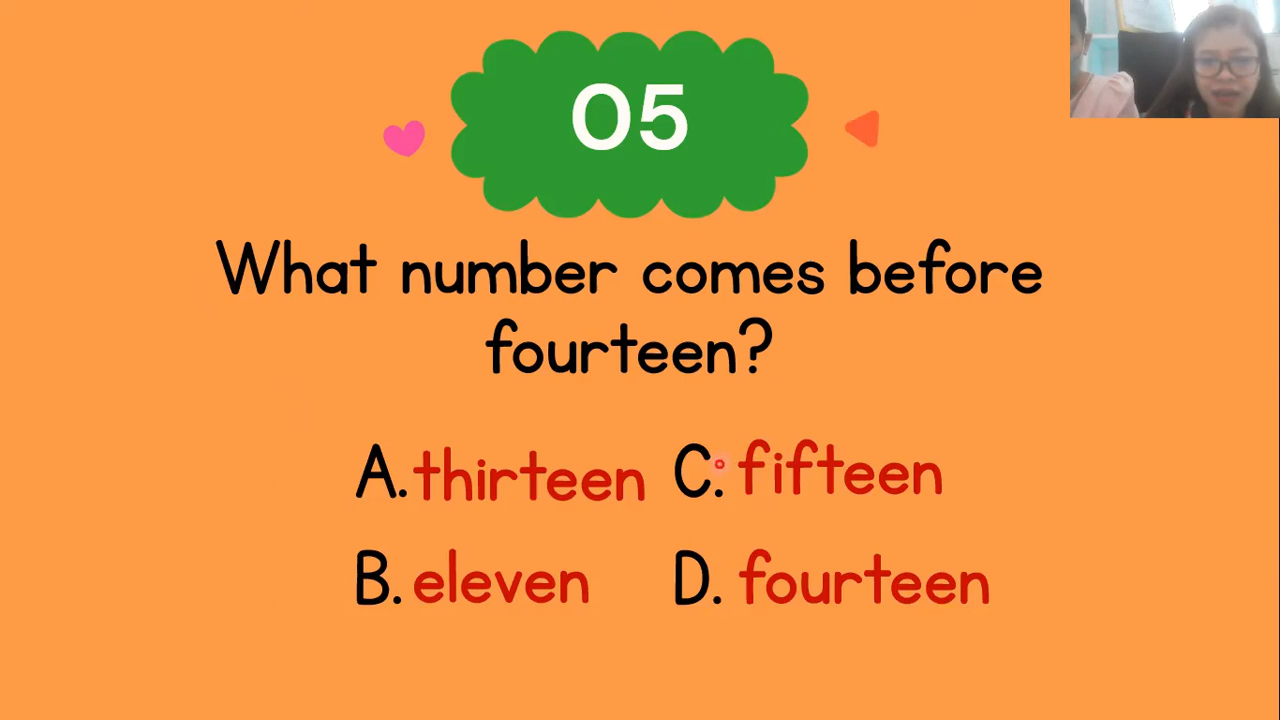 05
What number comes before
fourteen?
A. thirteen C. fifteen
B. eleven D. fourteen